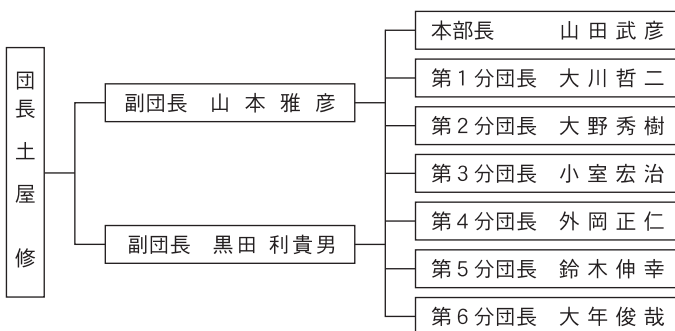 団長 土屋 修
副団長 山本雅彦
副団長 黒田 利貴男
本部長 山田武彦
第1分団長 大川哲二
第2分団長 大野秀樹
第3分団長 小室宏治
第4分団長 外岡正仁
第5分団長 鈴木伸幸
第6分団長 大年俊哉